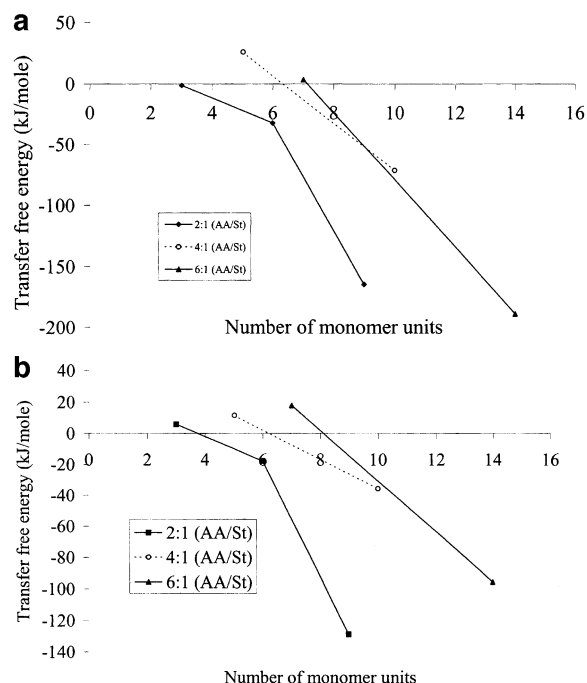 a
50
0
0 2 4 6 8 10 12 14 16
-50
-100
-150
-200
Transfer free energy (kJ/mole)
2:1 (AA/St)
4:1 (AA/St)
6:1 (AA/St)
Number of monomer units
b
40
20
0
0 2 4 6 8 10 12 14 16
-20
-40
-60
-80
-100
-120
-140
Transfer free energy (kJ/mole)
2:1 (AA/St)
4:1 (AA/St)
6:1 (AA/St)
Number of monomer units